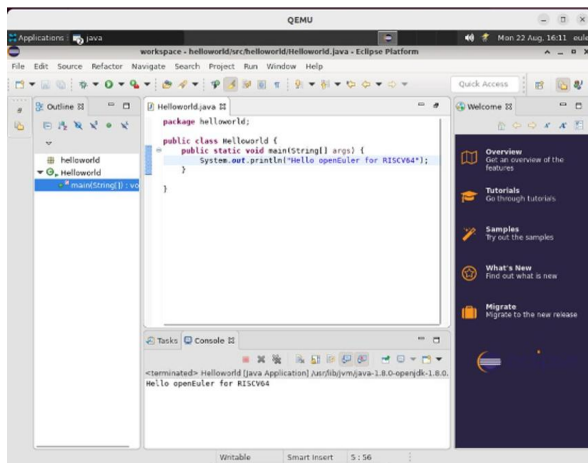 QEMU
Applications java Mon 22 Aug, 16:11 eule
workspace - helloworld/src/helloworld/Helloworld.java - Eclipse Platform
File Edit Source Refactor Navigate Search Project Run Window Help
Quick Access
Outline
helloworld
Helloworld
main(String[]) : vo
Helloworld.java
package helloworld;
public class Helloworld {
public static void main(String[] args) {
System.out.println("Hello openEuler for RISCV64");
}
}
Tasks Console
<terminated> Helloworld [Java Application] /usr/lib/jvm/java-1.8.0-openjdk-1.8.0.
Hello openEuler for RISCV64
Welcome
Overview
Get an overview of the
features
Tutorials
Go through tutorials
Samples
Try out the samples
What's New
Find out what is new
Migrate
Migrate to the new release
Writable Smart Insert 5 : 56